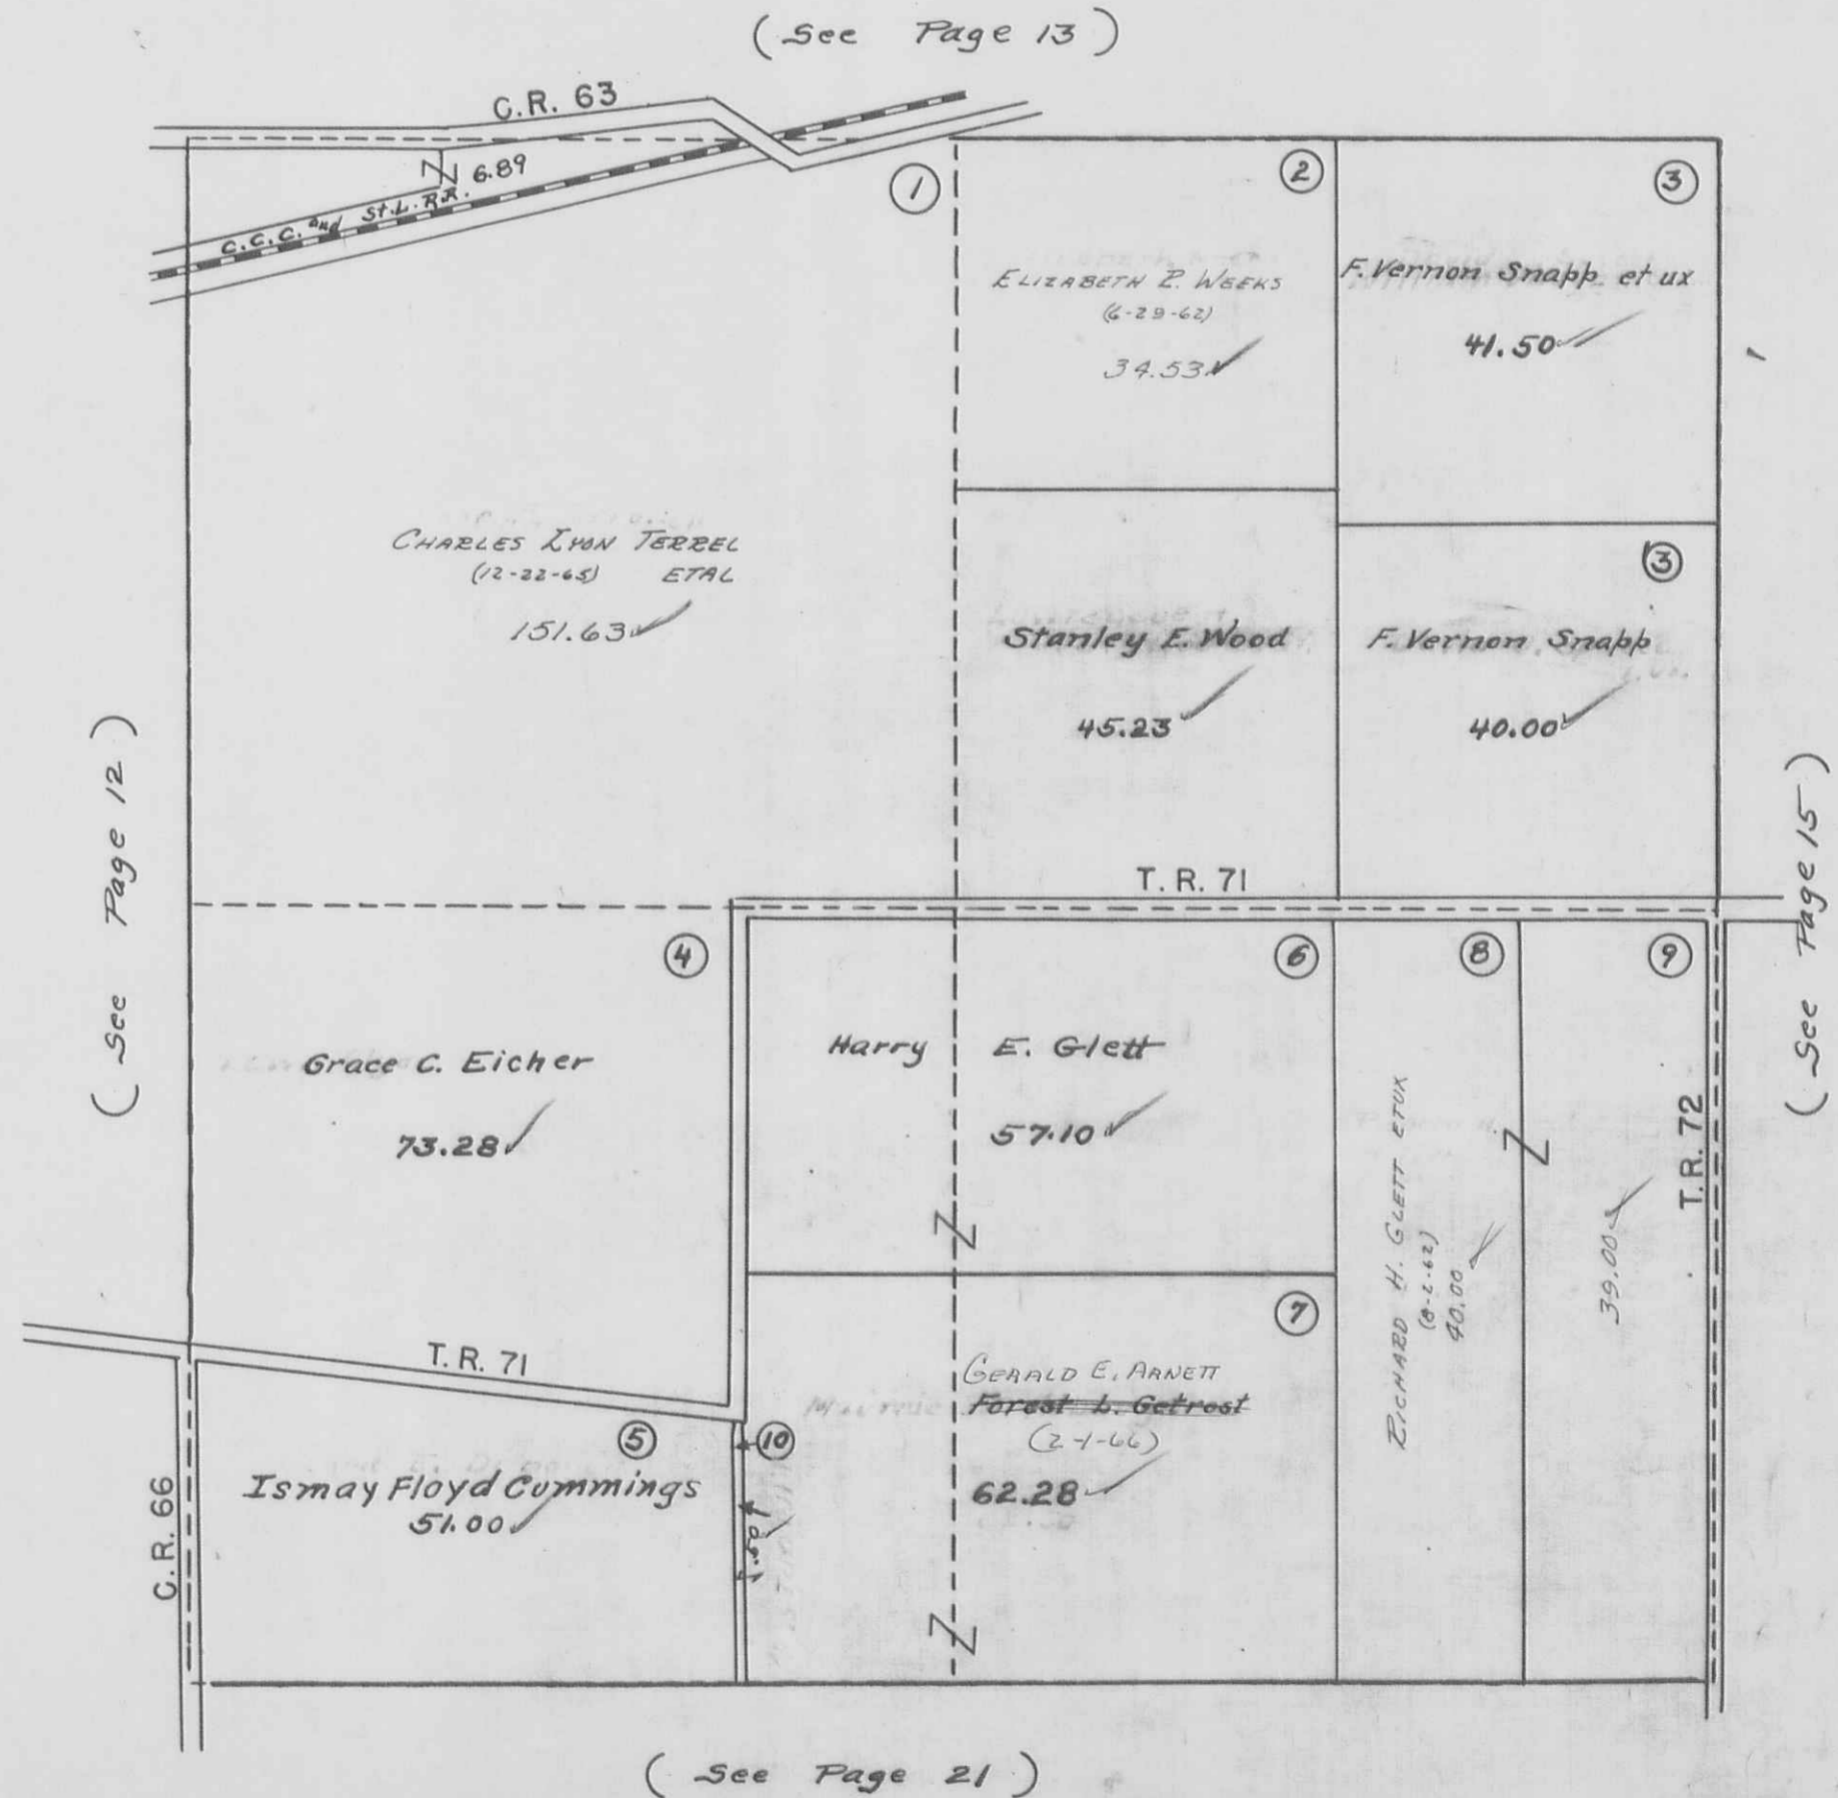 (See Page 13)
C.R. 63
6.89
C.C.C. and St.L. R.R.
1
2
3
ELIZABETH P. WEEKS
(6-29-62)
34.53
F. Vernon Snapp et ux
41.50
CHARLES LYON TERREL
(12-22-65) ETAL
151.63
3
Stanley E. Wood
45.23
F. Vernon Snapp
40.00
(See Page 12)
(See Page 15)
T.R. 71
4
6
8
9
Grace C. Eicher
73.28
Harry E. Glett
57.10
RICHARD H. GLETT ETUX
(8-2-62)
40.00
39.00
T.R. 72
T.R. 71
7
GERALD E. ARNETT
Forest L. Getrost
(2-1-66)
62.28
5
10
Ismay Floyd Cummings
51.00
C.R. 66
(See Page 21)